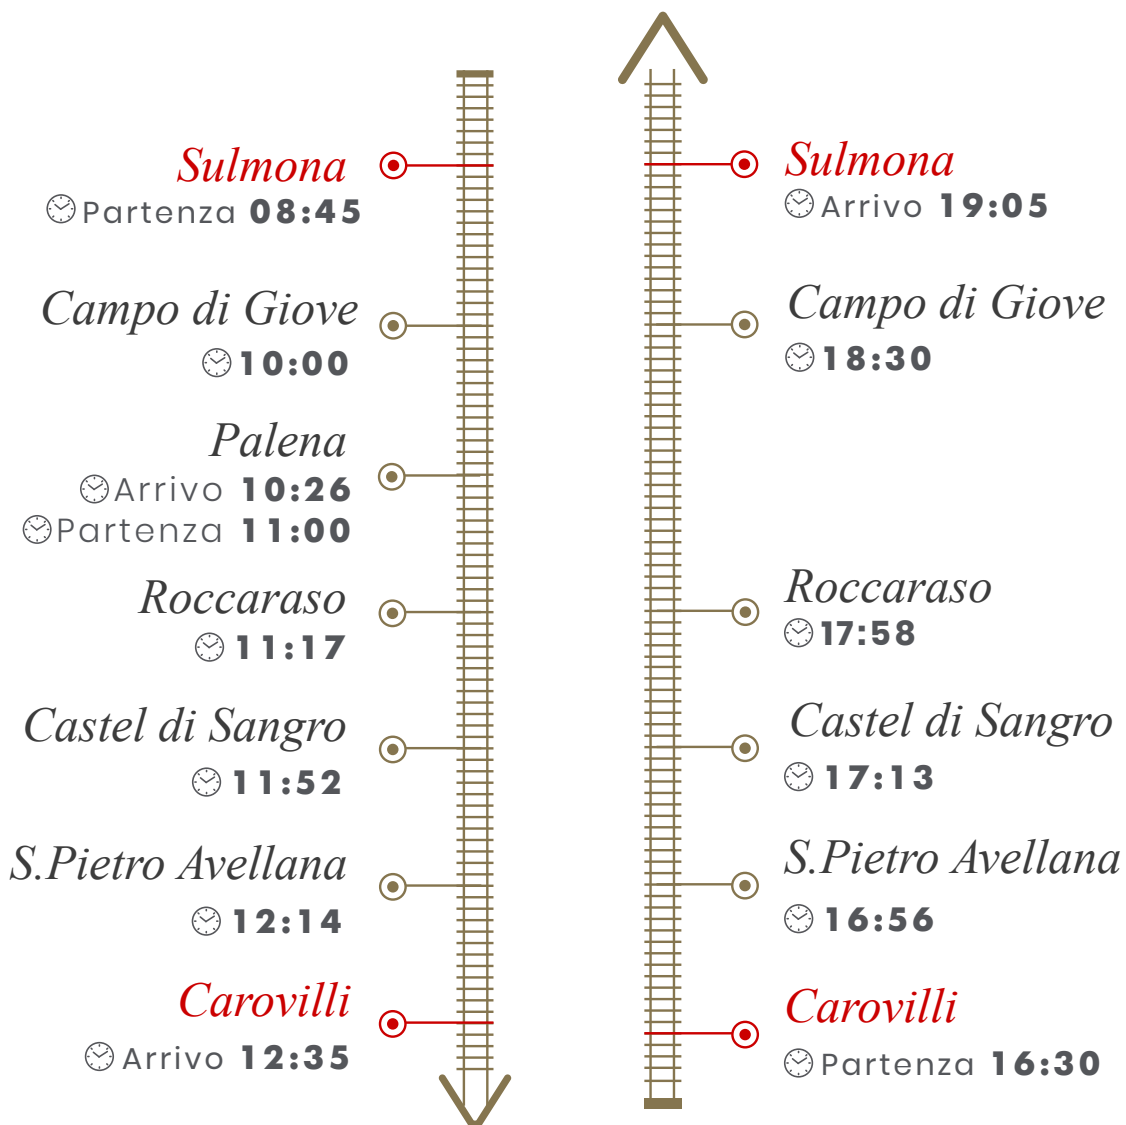 Sulmona
Partenza 08:45
Campo di Giove
10:00
Palena
Arrivo 10:26
Partenza 11:00
Roccaraso
11:17
Castel di Sangro
11:52
S.Pietro Avellana
12:14
Carovilli
Arrivo 12:35
Sulmona
Arrivo 19:05
Campo di Giove
18:30
Roccaraso
17:58
Castel di Sangro
17:13
S.Pietro Avellana
16:56
Carovilli
Partenza 16:30